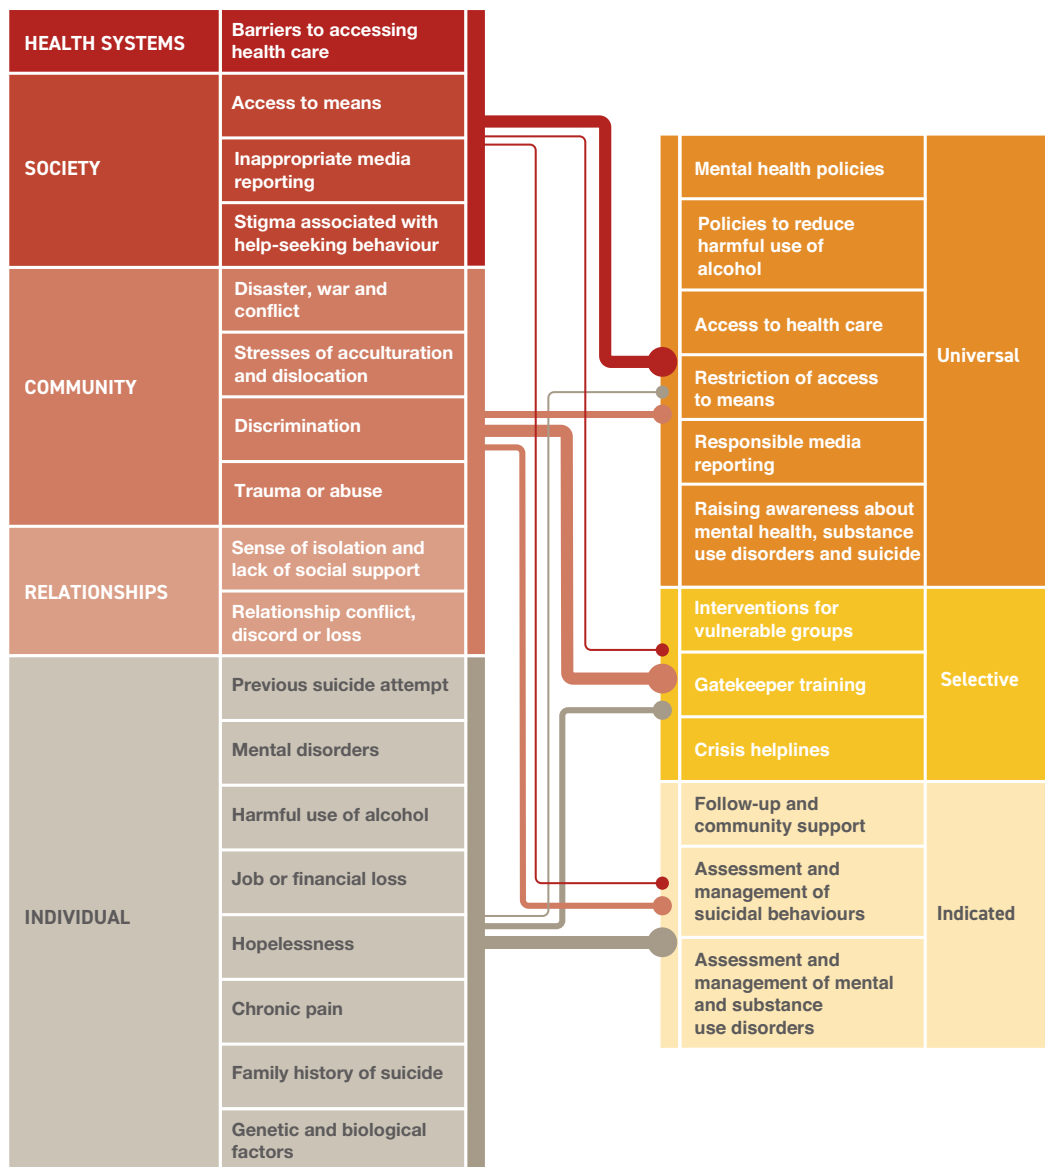 HEALTH SYSTEMS
Barriers to accessing
health care
SOCIETY
Access to means
Inappropriate media
reporting
Stigma associated with
help-seeking behaviour
COMMUNITY
Disaster, war and
conflict
Stresses of acculturation
and dislocation
Discrimination
Trauma or abuse
RELATIONSHIPS
Sense of isolation and
lack of social support
Relationship conflict,
discord or loss
INDIVIDUAL
Previous suicide attempt
Mental disorders
Harmful use of alcohol
Job or financial loss
Hopelessness
Chronic pain
Family history of suicide
Genetic and biological
factors
Mental health policies
Policies to reduce
harmful use of
alcohol
Access to health care
Restriction of access
to means
Responsible media
reporting
Raising awareness about
mental health, substance
use disorders and suicide
Universal
Interventions for
vulnerable groups
Gatekeeper training
Crisis helplines
Selective
Follow-up and
community support
Assessment and
management of
suicidal behaviours
Assessment and
management of mental
and substance
use disorders
Indicated